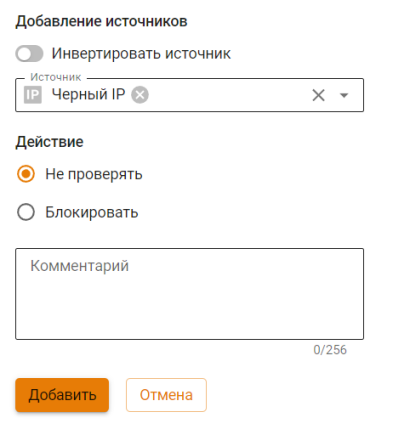 Добавление источников
Инвертировать источник
Источник
IP Черный IP
Действие
Не проверять
Блокировать
Комментарий
0/256
Добавить Отмена